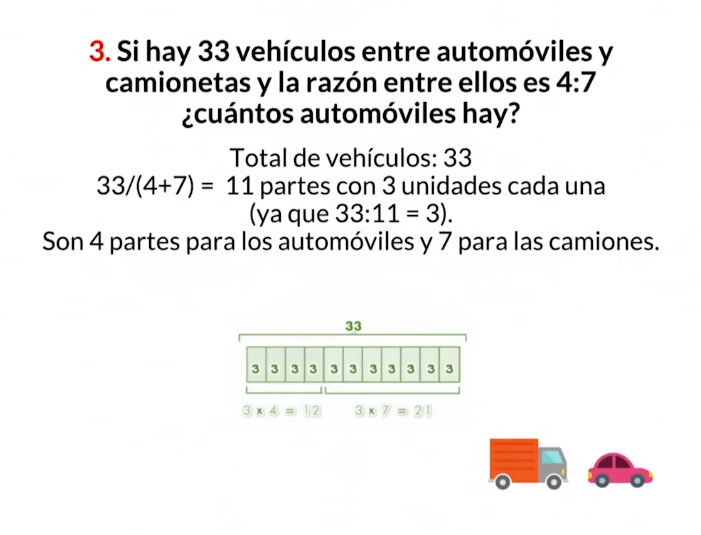 3. Si hay 33 vehículos entre automóviles y
camionetas y la razón entre ellos es 4:7
¿cuántos automóviles hay?
Total de vehículos: 33
33/(4+7) = 11 partes con 3 unidades cada una
(ya que 33:11 = 3).
Son 4 partes para los automóviles y 7 para las camiones.
33
3 3 3 3 3 3 3 3 3 3 3
3 x 4 = 12 3 x 7 = 21